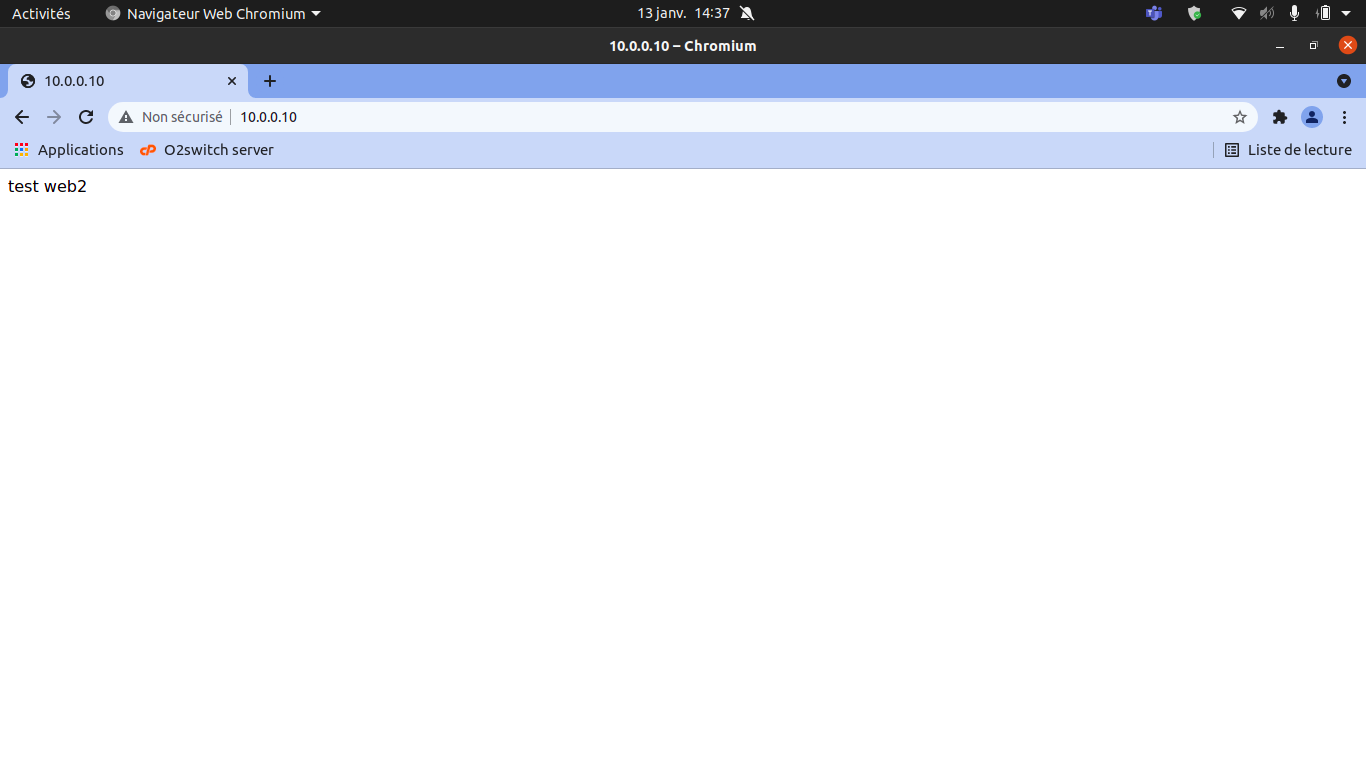 Activités Navigateur Web Chromium 13 janv. 14:37
10.0.0.10 – Chromium
10.0.0.10
Non sécurisé 10.0.0.10
Applications O2switch server Liste de lecture
test web2